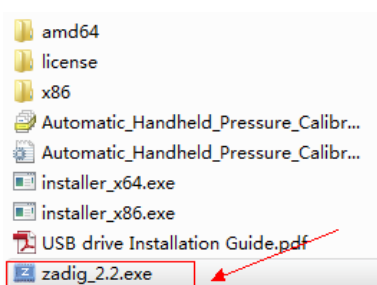 amd64
license
x86
Automatic_Handheld_Pressure_Calibr...
Automatic_Handheld_Pressure_Calibr...
installer_x64.exe
installer_x86.exe
USB drive Installation Guide.pdf
zadig_2.2.exe